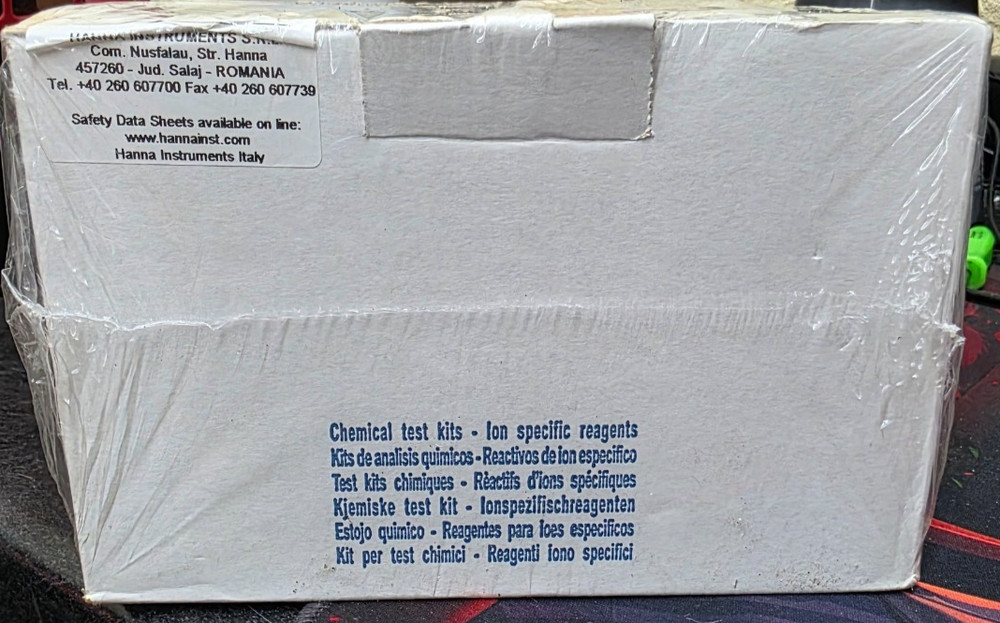 HANNA INSTRUMENTS S.R.L.
Com. Nusfalau, Str. Hanna
457260 - Jud. Salaj - ROMANIA
Tel. +40 260 607700 Fax +40 260 607739
Safety Data Sheets available on line:
www.hannainst.com
Hanna Instruments Italy
Chemical test kits - Ion specific reagents
Kits de analisis quimicos - Reactivos de ion especifico
Test kits chimiques - Rèactifs d'ions spécifiques
Kjemiske test kit - Ionspezifischreagenten
Estojo quimico - Reagentes para ioes especificos
Kit per test chimici - Reagenti iono specifici